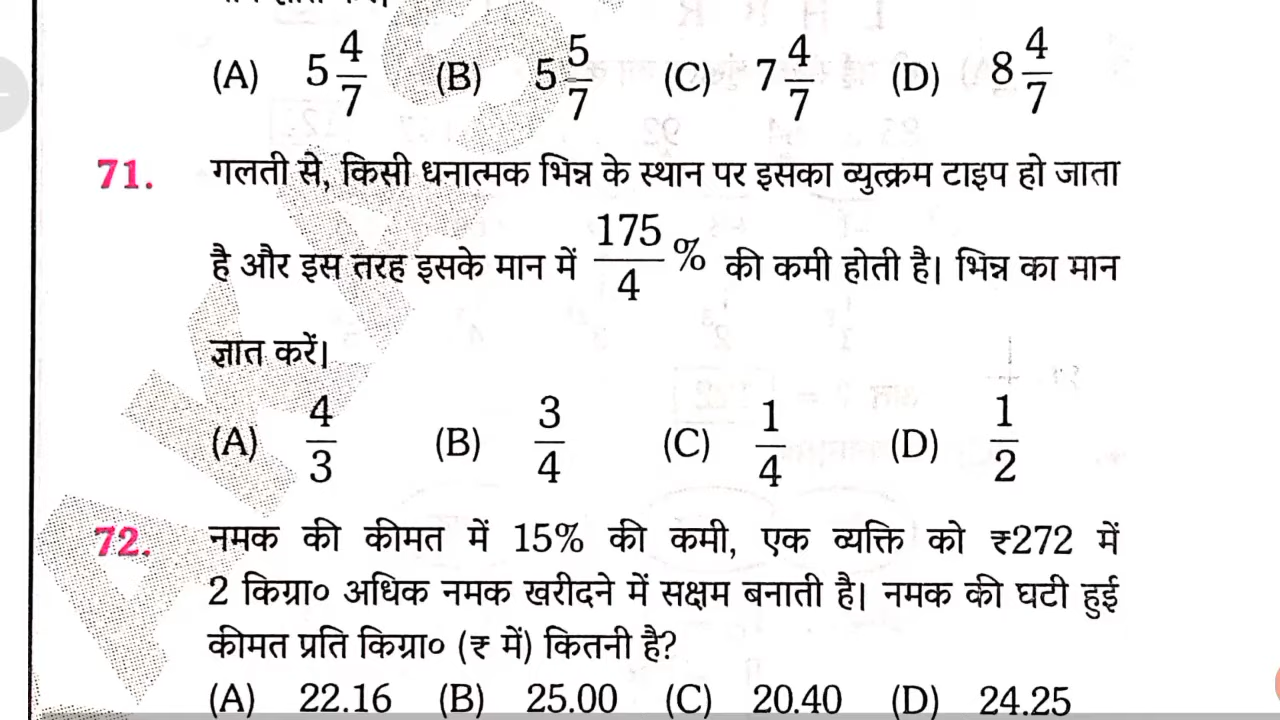 (A) 5 4/7 (B) 5 5/7 (C) 7 4/7 (D) 8 4/7
71. गलती से, किसी धनात्मक भिन्न के स्थान पर इसका व्युत्क्रम टाइप हो जाता
है और इस तरह इसके मान में 175/4 % की कमी होती है। भिन्न का मान
ज्ञात करें।
(A) 4/3 (B) 3/4 (C) 1/4 (D) 1/2
72. नमक की कीमत में 15% की कमी, एक व्यक्ति को ₹272 में
2 किग्रा० अधिक नमक खरीदने में सक्षम बनाती है। नमक की घटी हुई
कीमत प्रति किग्रा० (₹ में) कितनी है?
(A) 22.16 (B) 25.00 (C) 20.40 (D) 24.25